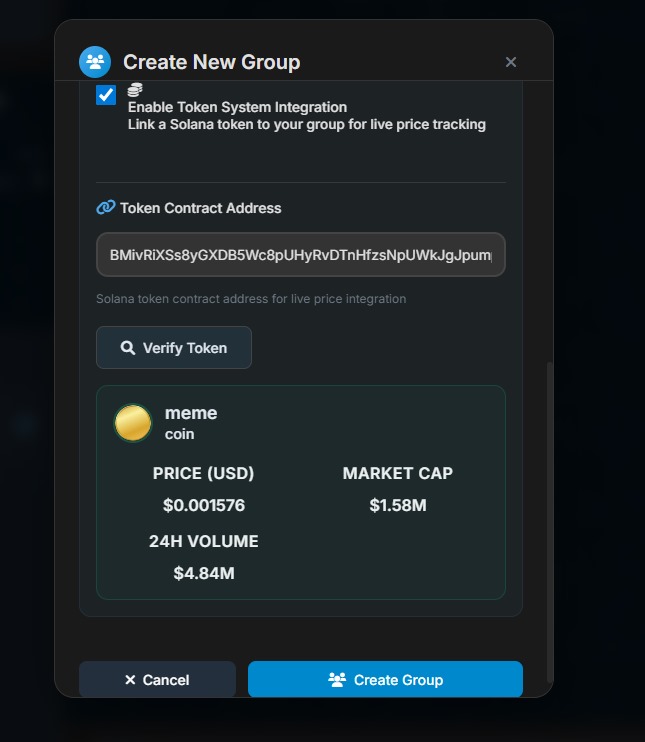 Create New Group
Enable Token System Integration
Link a Solana token to your group for live price tracking
Token Contract Address
BMivRiXSs8yGXDB5Wc8pUHyRvDTnHfzsNpUWkJgJpum
Solana token contract address for live price integration
Verify Token
meme
coin
PRICE (USD)
MARKET CAP
$0.001576
$1.58M
24H VOLUME
$4.84M
Cancel
Create Group